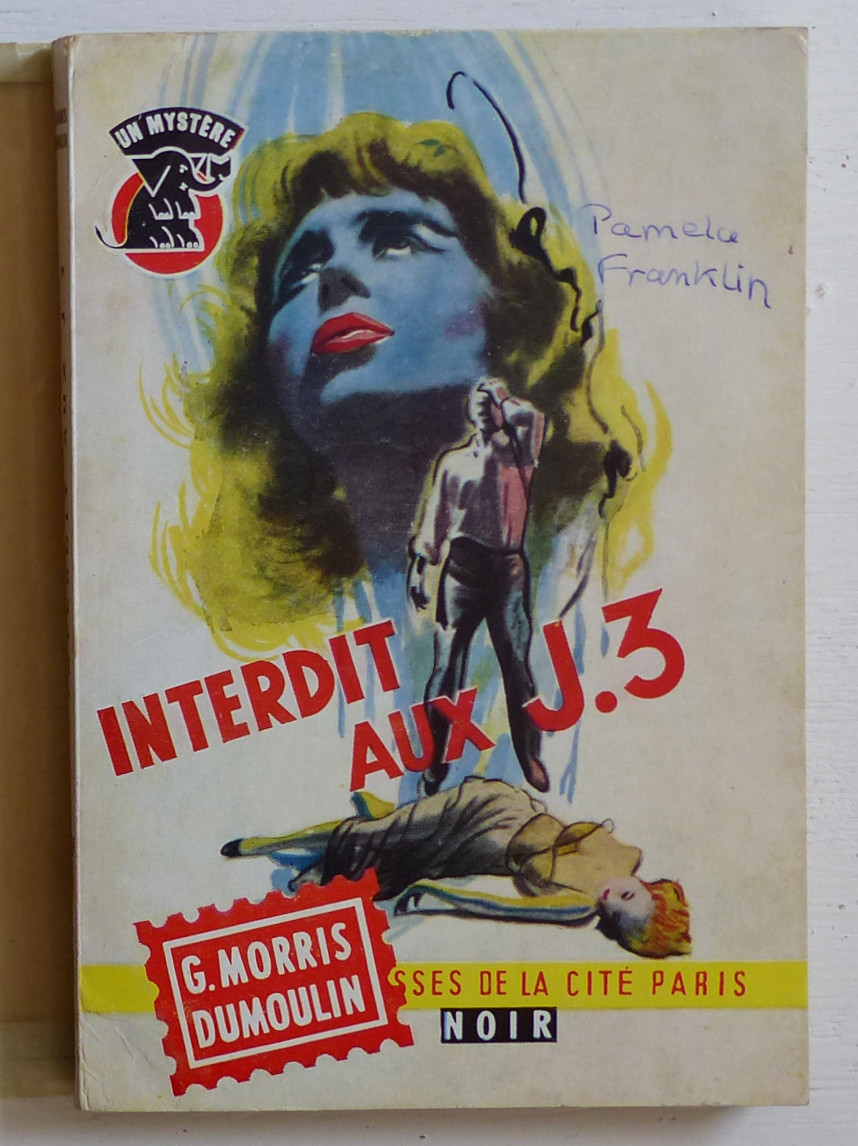 UN MYSTÈRE
Pamela
Franklin
INTERDIT
AUX J.3
G. MORRIS
DUMOULIN
SSES DE LA CITÉ PARIS
NOIR